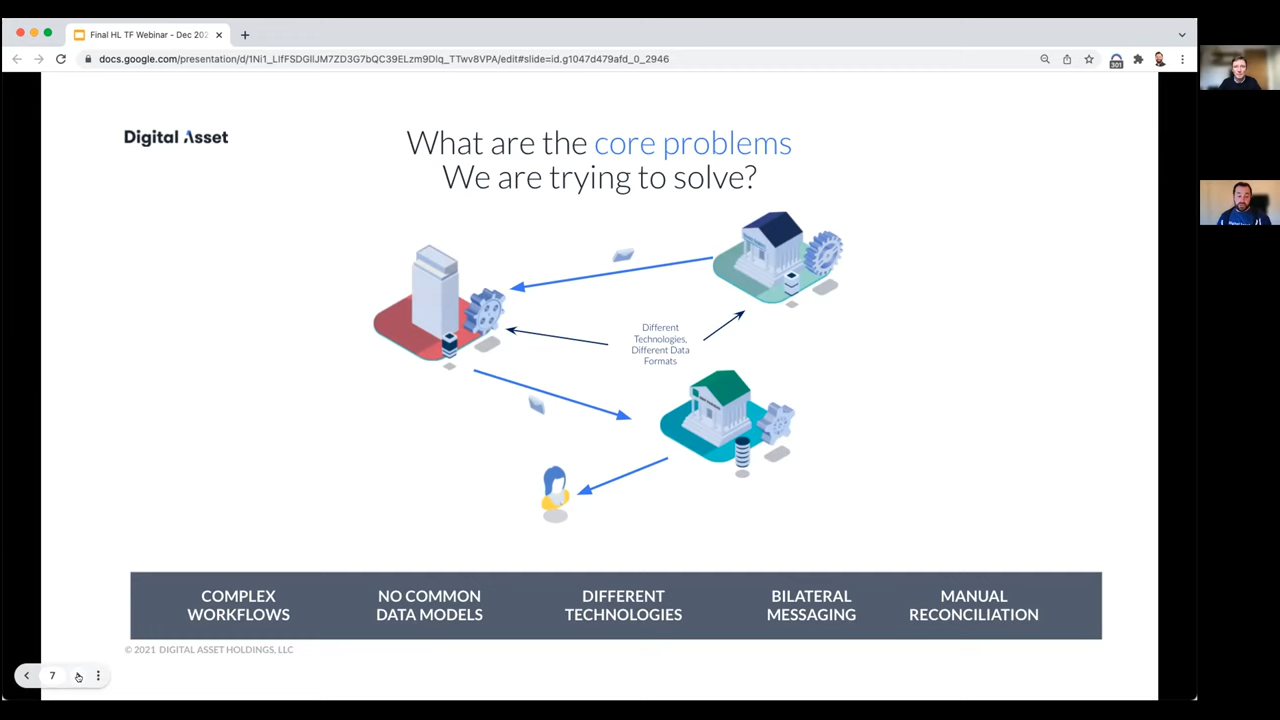 Final HL TF Webinar - Dec 202
docs.google.com/presentation/d/1Ni1_LIfFSDGIlJM7ZD3G7bQC39ELzm9Dlq_TTwv8VPA/edit#slide=id.g1047d479afd_0_2946
301
Digital Asset
What are the core problems
We are trying to solve?
Different
Technologies,
Different Data
Formats
COMPLEX
WORKFLOWS
NO COMMON
DATA MODELS
DIFFERENT
TECHNOLOGIES
BILATERAL
MESSAGING
MANUAL
RECONCILIATION
© 2021 DIGITAL ASSET HOLDINGS, LLC
7